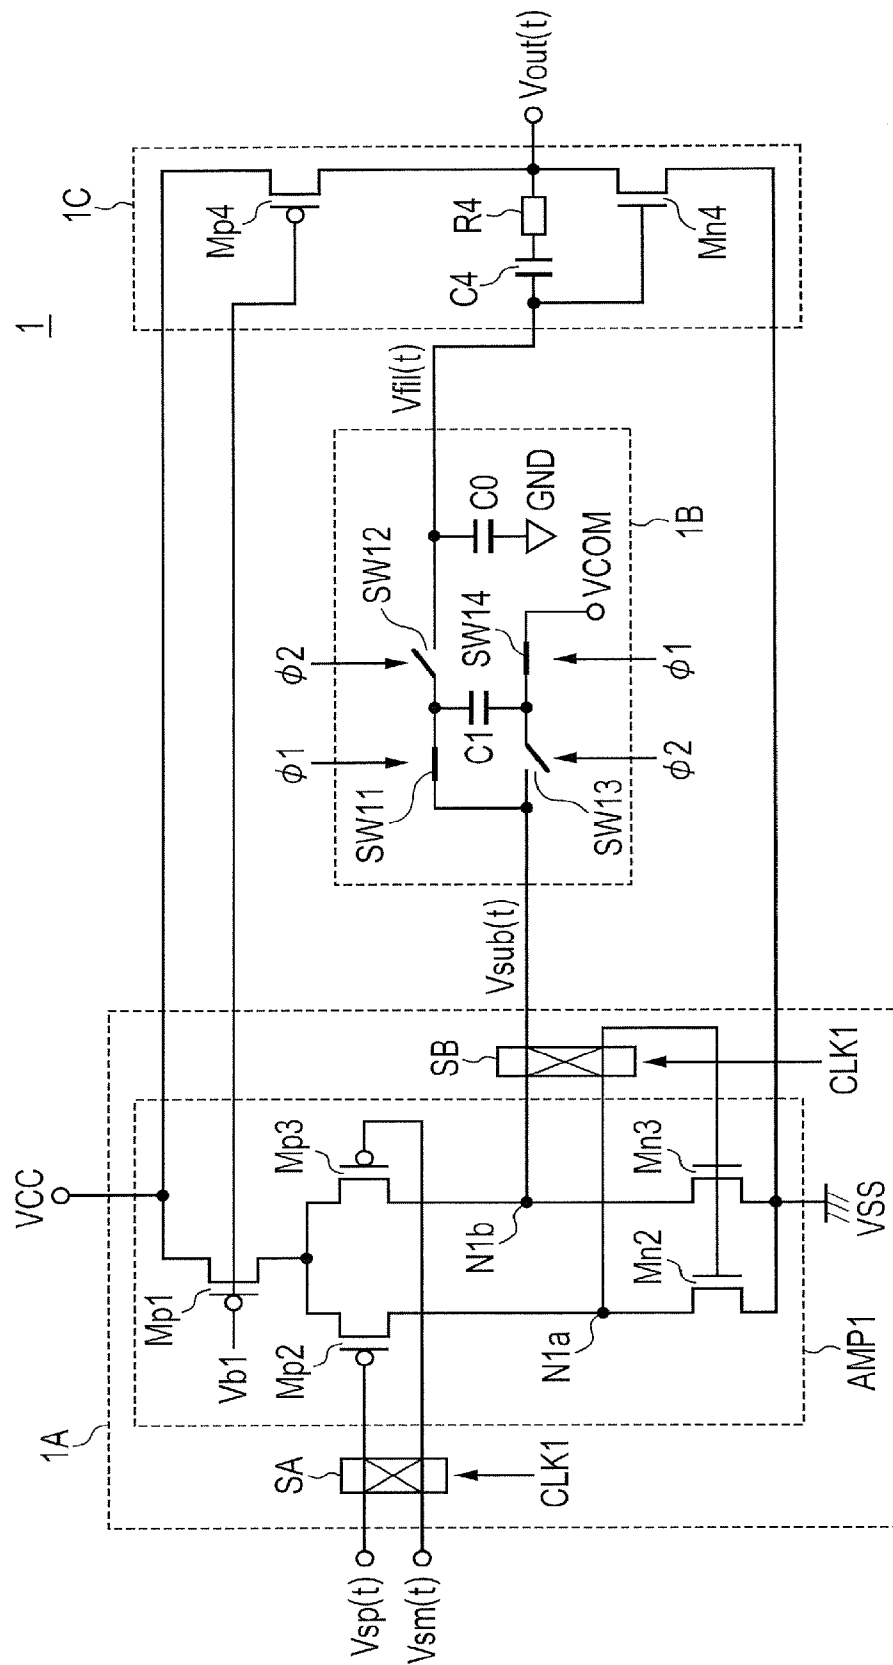 1
1A
VCC
Mp1
Vb1
Mp2
Mp3
SA
CLK1
Vsp(t)
Vsm(t)
N1a
N1b
Mn2
Mn3
AMP1
VSS
SB
CLK1
Vsub(t)
1B
ϕ1
ϕ2
SW11
SW12
C1
SW13
SW14
ϕ2
ϕ1
C0
GND
VCOM
Vfil(t)
1C
Mp4
C4
R4
Mn4
Vout(t)